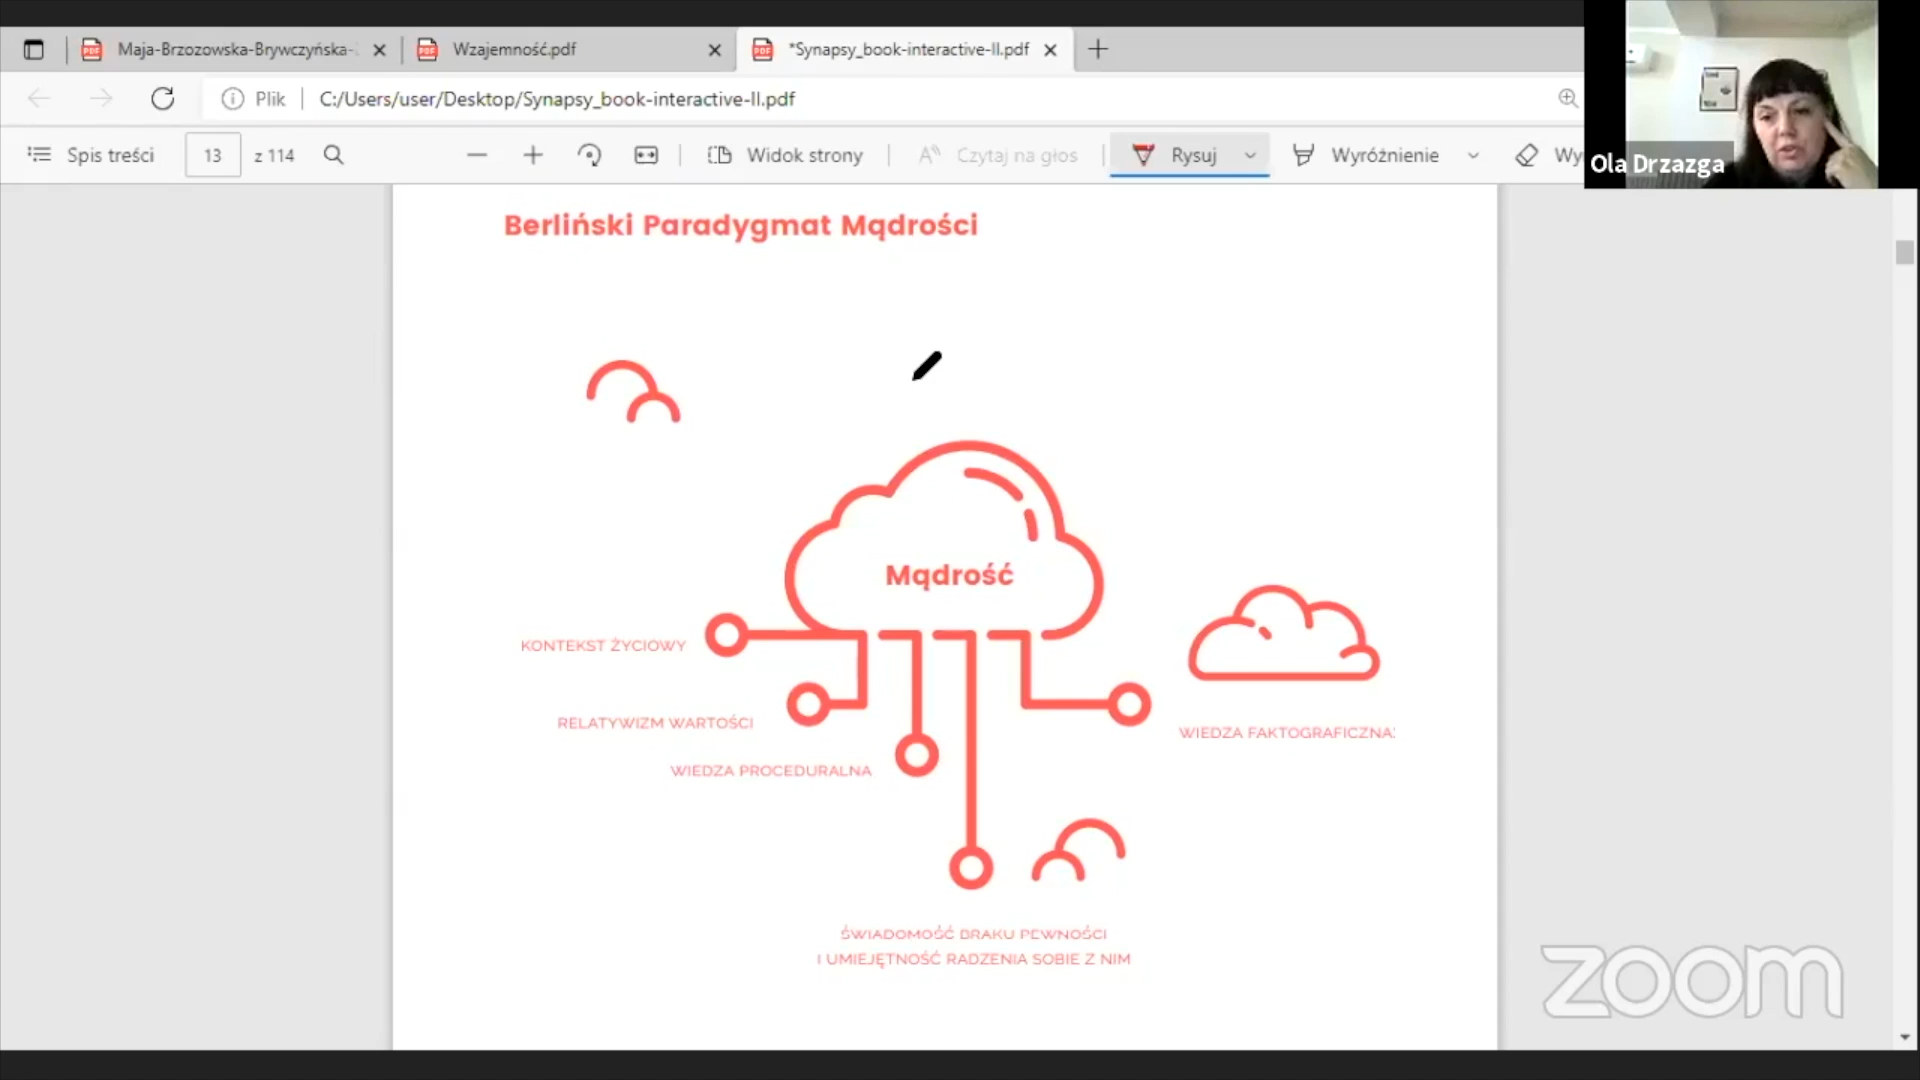 Maja-Brzozowska-Brywczyńska-
Wzajemność.pdf
*Synapsy_book-interactive-II.pdf
Plik
C:/Users/user/Desktop/Synapsy_book-interactive-II.pdf
Spis treści
13 z 114
Widok strony
Czytaj na głos
Rysuj
Wyróżnienie
Wy
Ola Drzazga
Berliński Paradygmat Mądrości
Mądrość
KONTEKST ŻYCIOWY
RELATYWIZM WARTOŚCI
WIEDZA FAKTOGRAFICZNA:
WIEDZA PROCEDURALNA
ŚWIADOMOŚĆ BRAKU PEWNOŚCI
I UMIEJĘTNOŚĆ RADZENIA SOBIE Z NIM
zoom